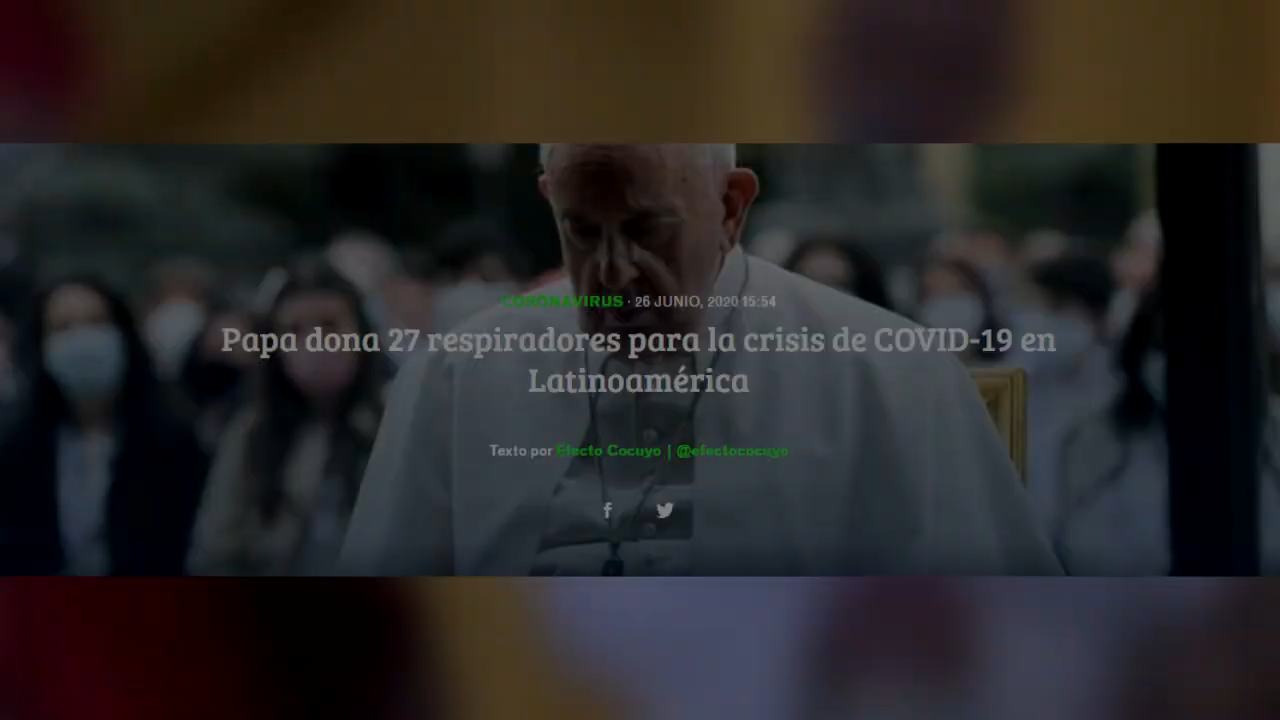 CORONAVIRUS · 26 JUNIO, 2020 15:54
Papa dona 27 respiradores para la crisis de COVID-19 en
Latinoamérica
Texto por Efecto Cocuyo | @efectococuyo